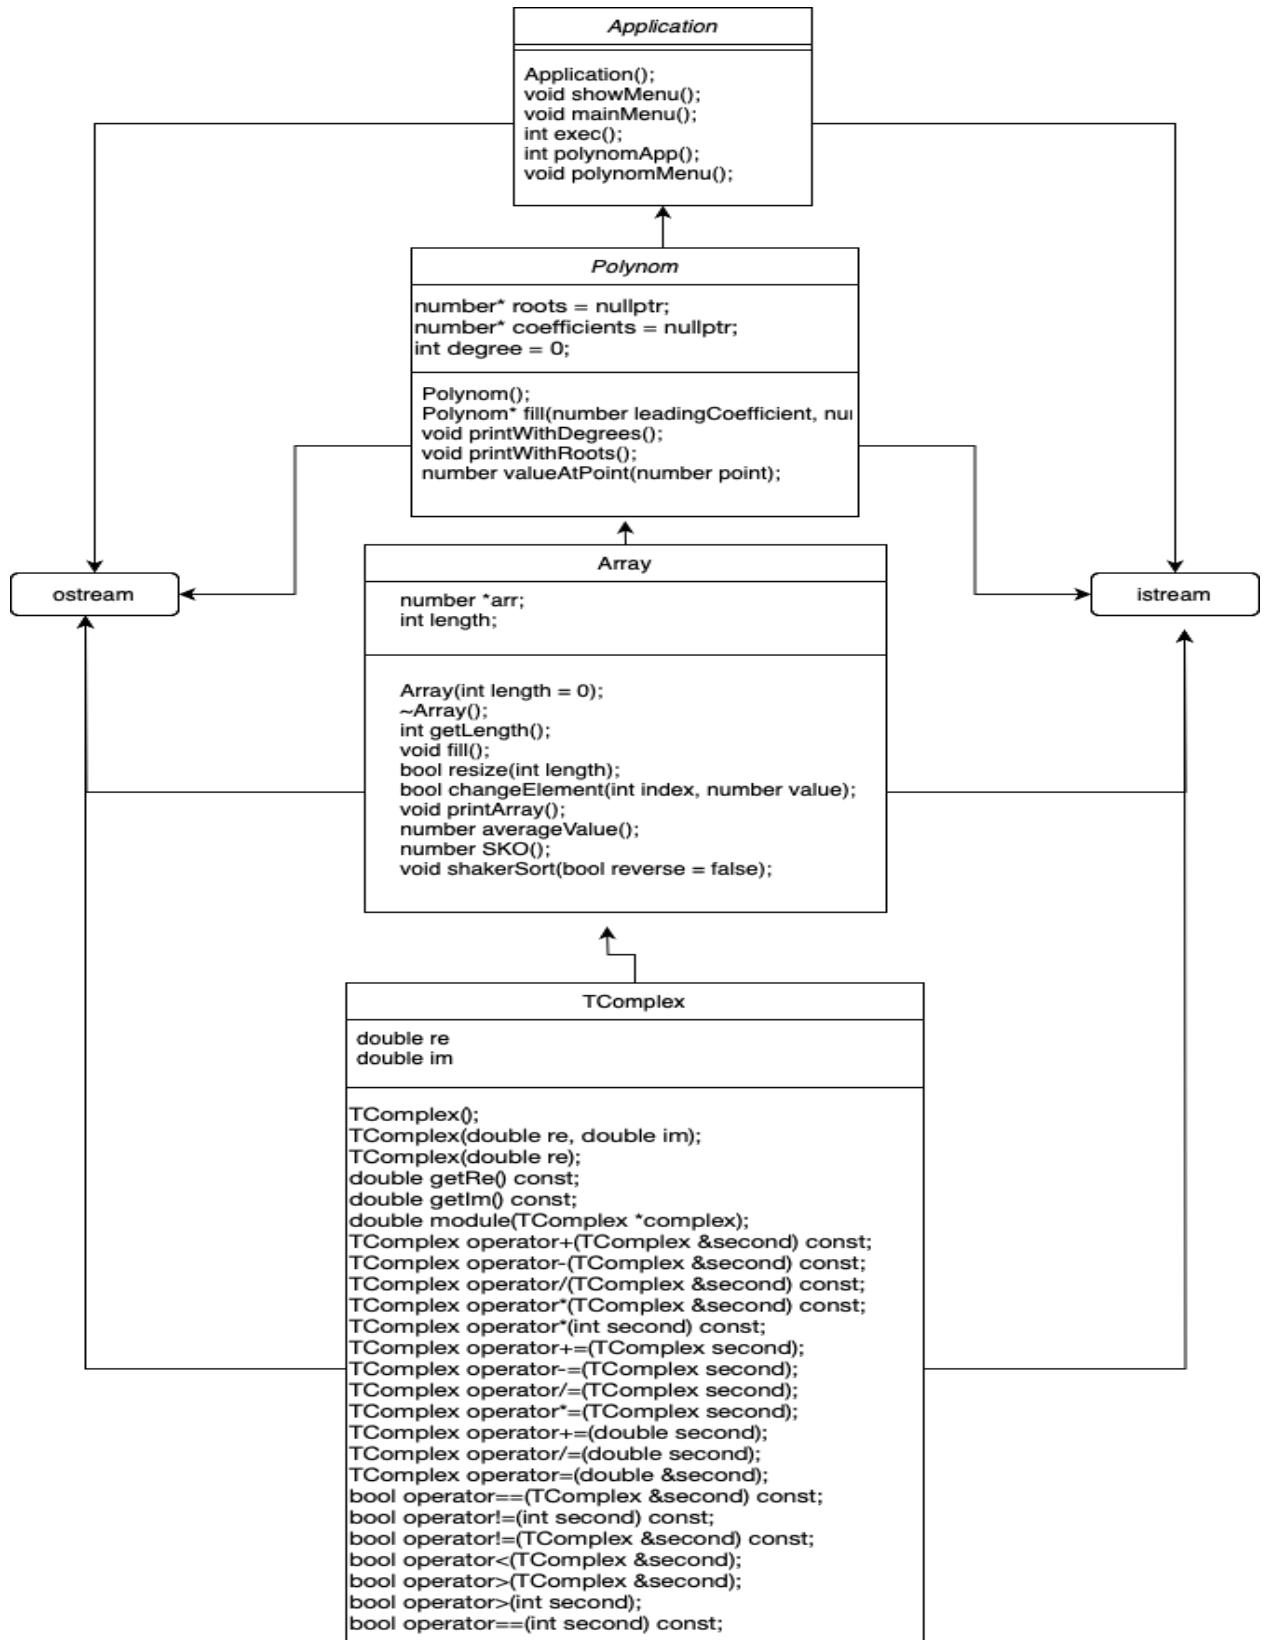 Application
Application();
void showMenu();
void mainMenu();
int exec();
int polynomApp();
void polynomMenu();
Polynom
number* roots = nullptr;
number* coefficients = nullptr;
int degree = 0;
Polynom();
Polynom* fill(number leadingCoefficient,
void printWithDegrees();
void printWithRoots();
number valueAtPoint(number point);
ostream
istream
Array
number *arr;
int length;
Array(int length = 0);
~Array();
int getLength();
void fill();
bool resize(int length);
bool changeElement(int index, number value);
void printArray();
number averageValue();
number SKO();
void shakerSort(bool reverse = false);
TComplex
double re
double im
TComplex();
TComplex(double re, double im);
TComplex(double re);
double getRe() const;
double getIm() const;
double module(TComplex *complex);
TComplex operator+(TComplex &second) const;
TComplex operator-(TComplex &second) const;
TComplex operator/(TComplex &second) const;
TComplex operator*(TComplex &second) const;
TComplex operator*(int second) const;
TComplex operator+=(TComplex second);
TComplex operator-=(TComplex second);
TComplex operator/=(TComplex second);
TComplex operator*=(TComplex second);
TComplex operator+=(double second);
TComplex operator/=(double second);
TComplex operator=(double &second);
bool operator==(TComplex &second) const;
bool operator!=(int second) const;
bool operator!=(TComplex &second) const;
bool operator<(TComplex &second);
bool operator>(TComplex &second);
bool operator>(int second);
bool operator==(int second) const;